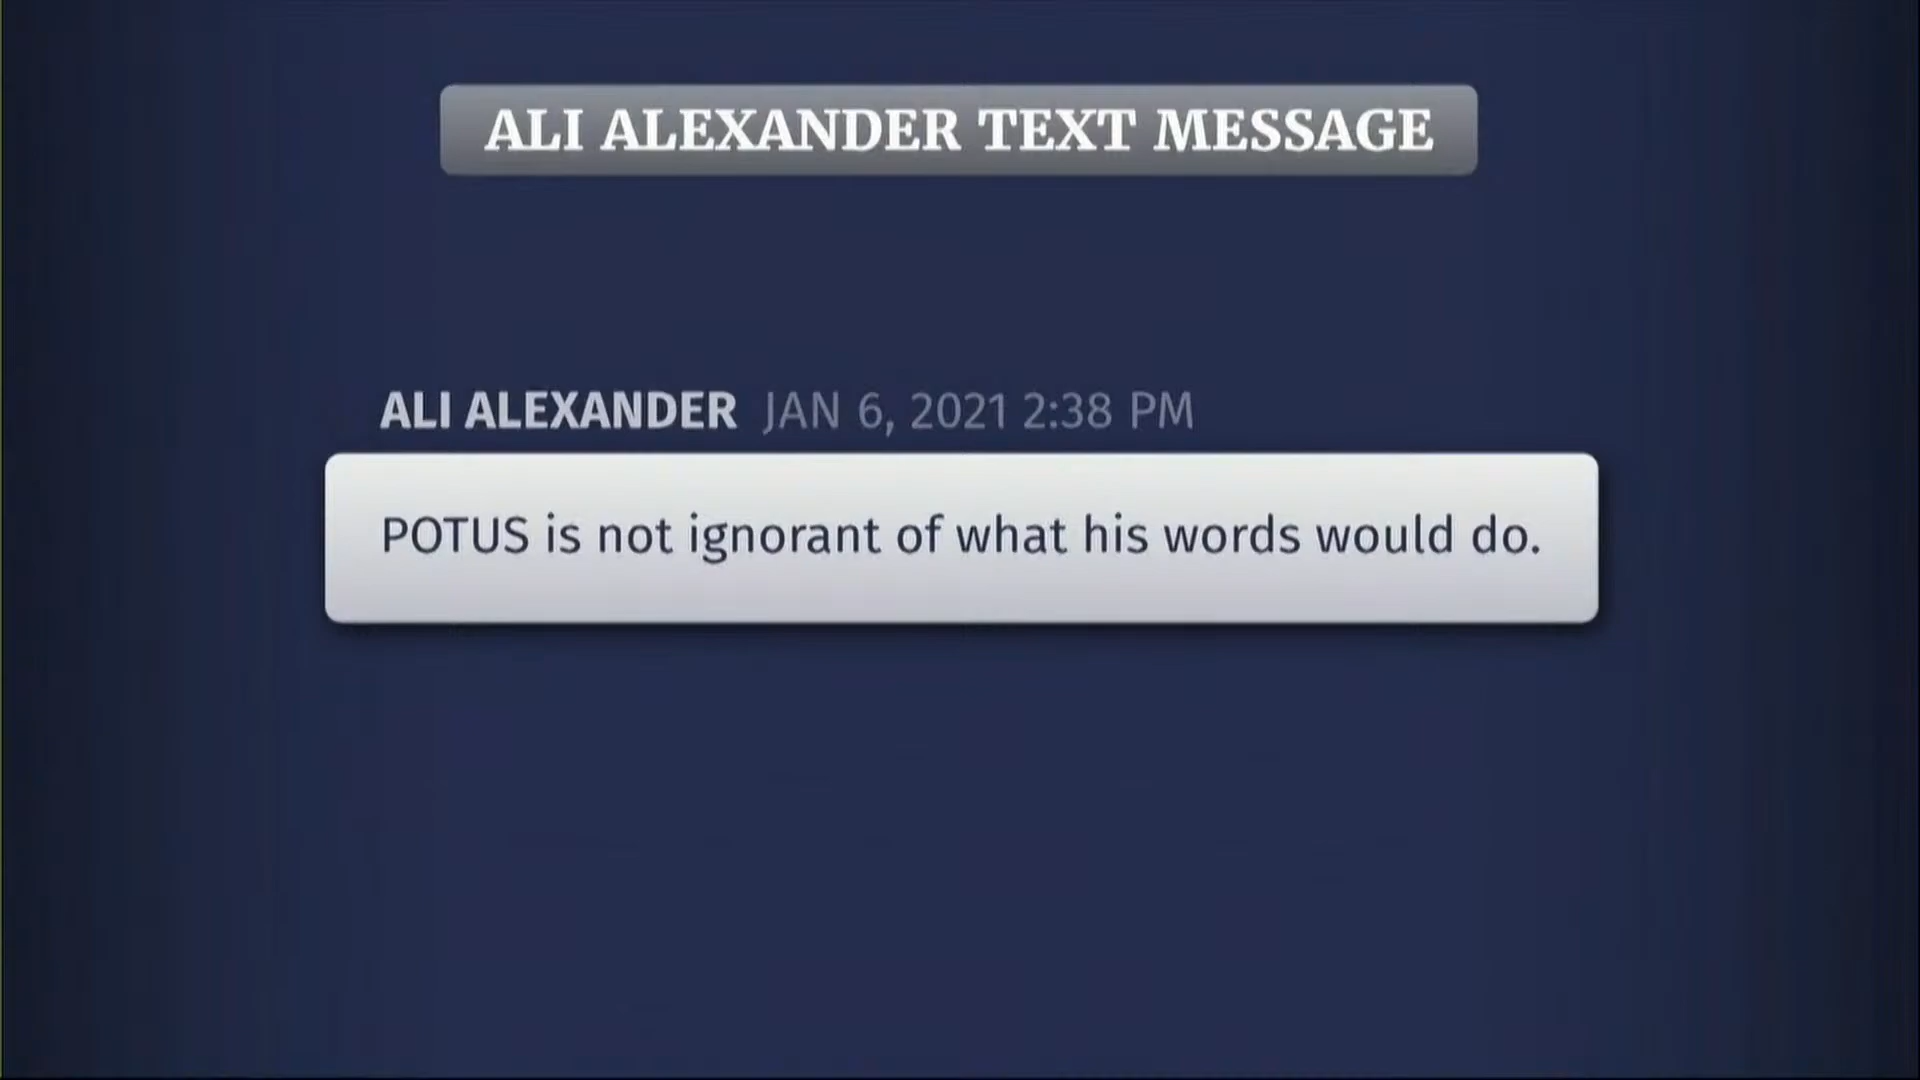 ALI ALEXANDER TEXT MESSAGE
ALI ALEXANDER JAN 6, 2021 2:38 PM
POTUS is not ignorant of what his words would do.